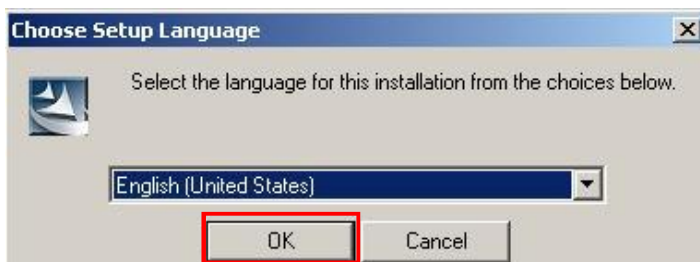 Choose Setup Language
Select the language for this installation from the choices below.
English (United States)
OK
Cancel